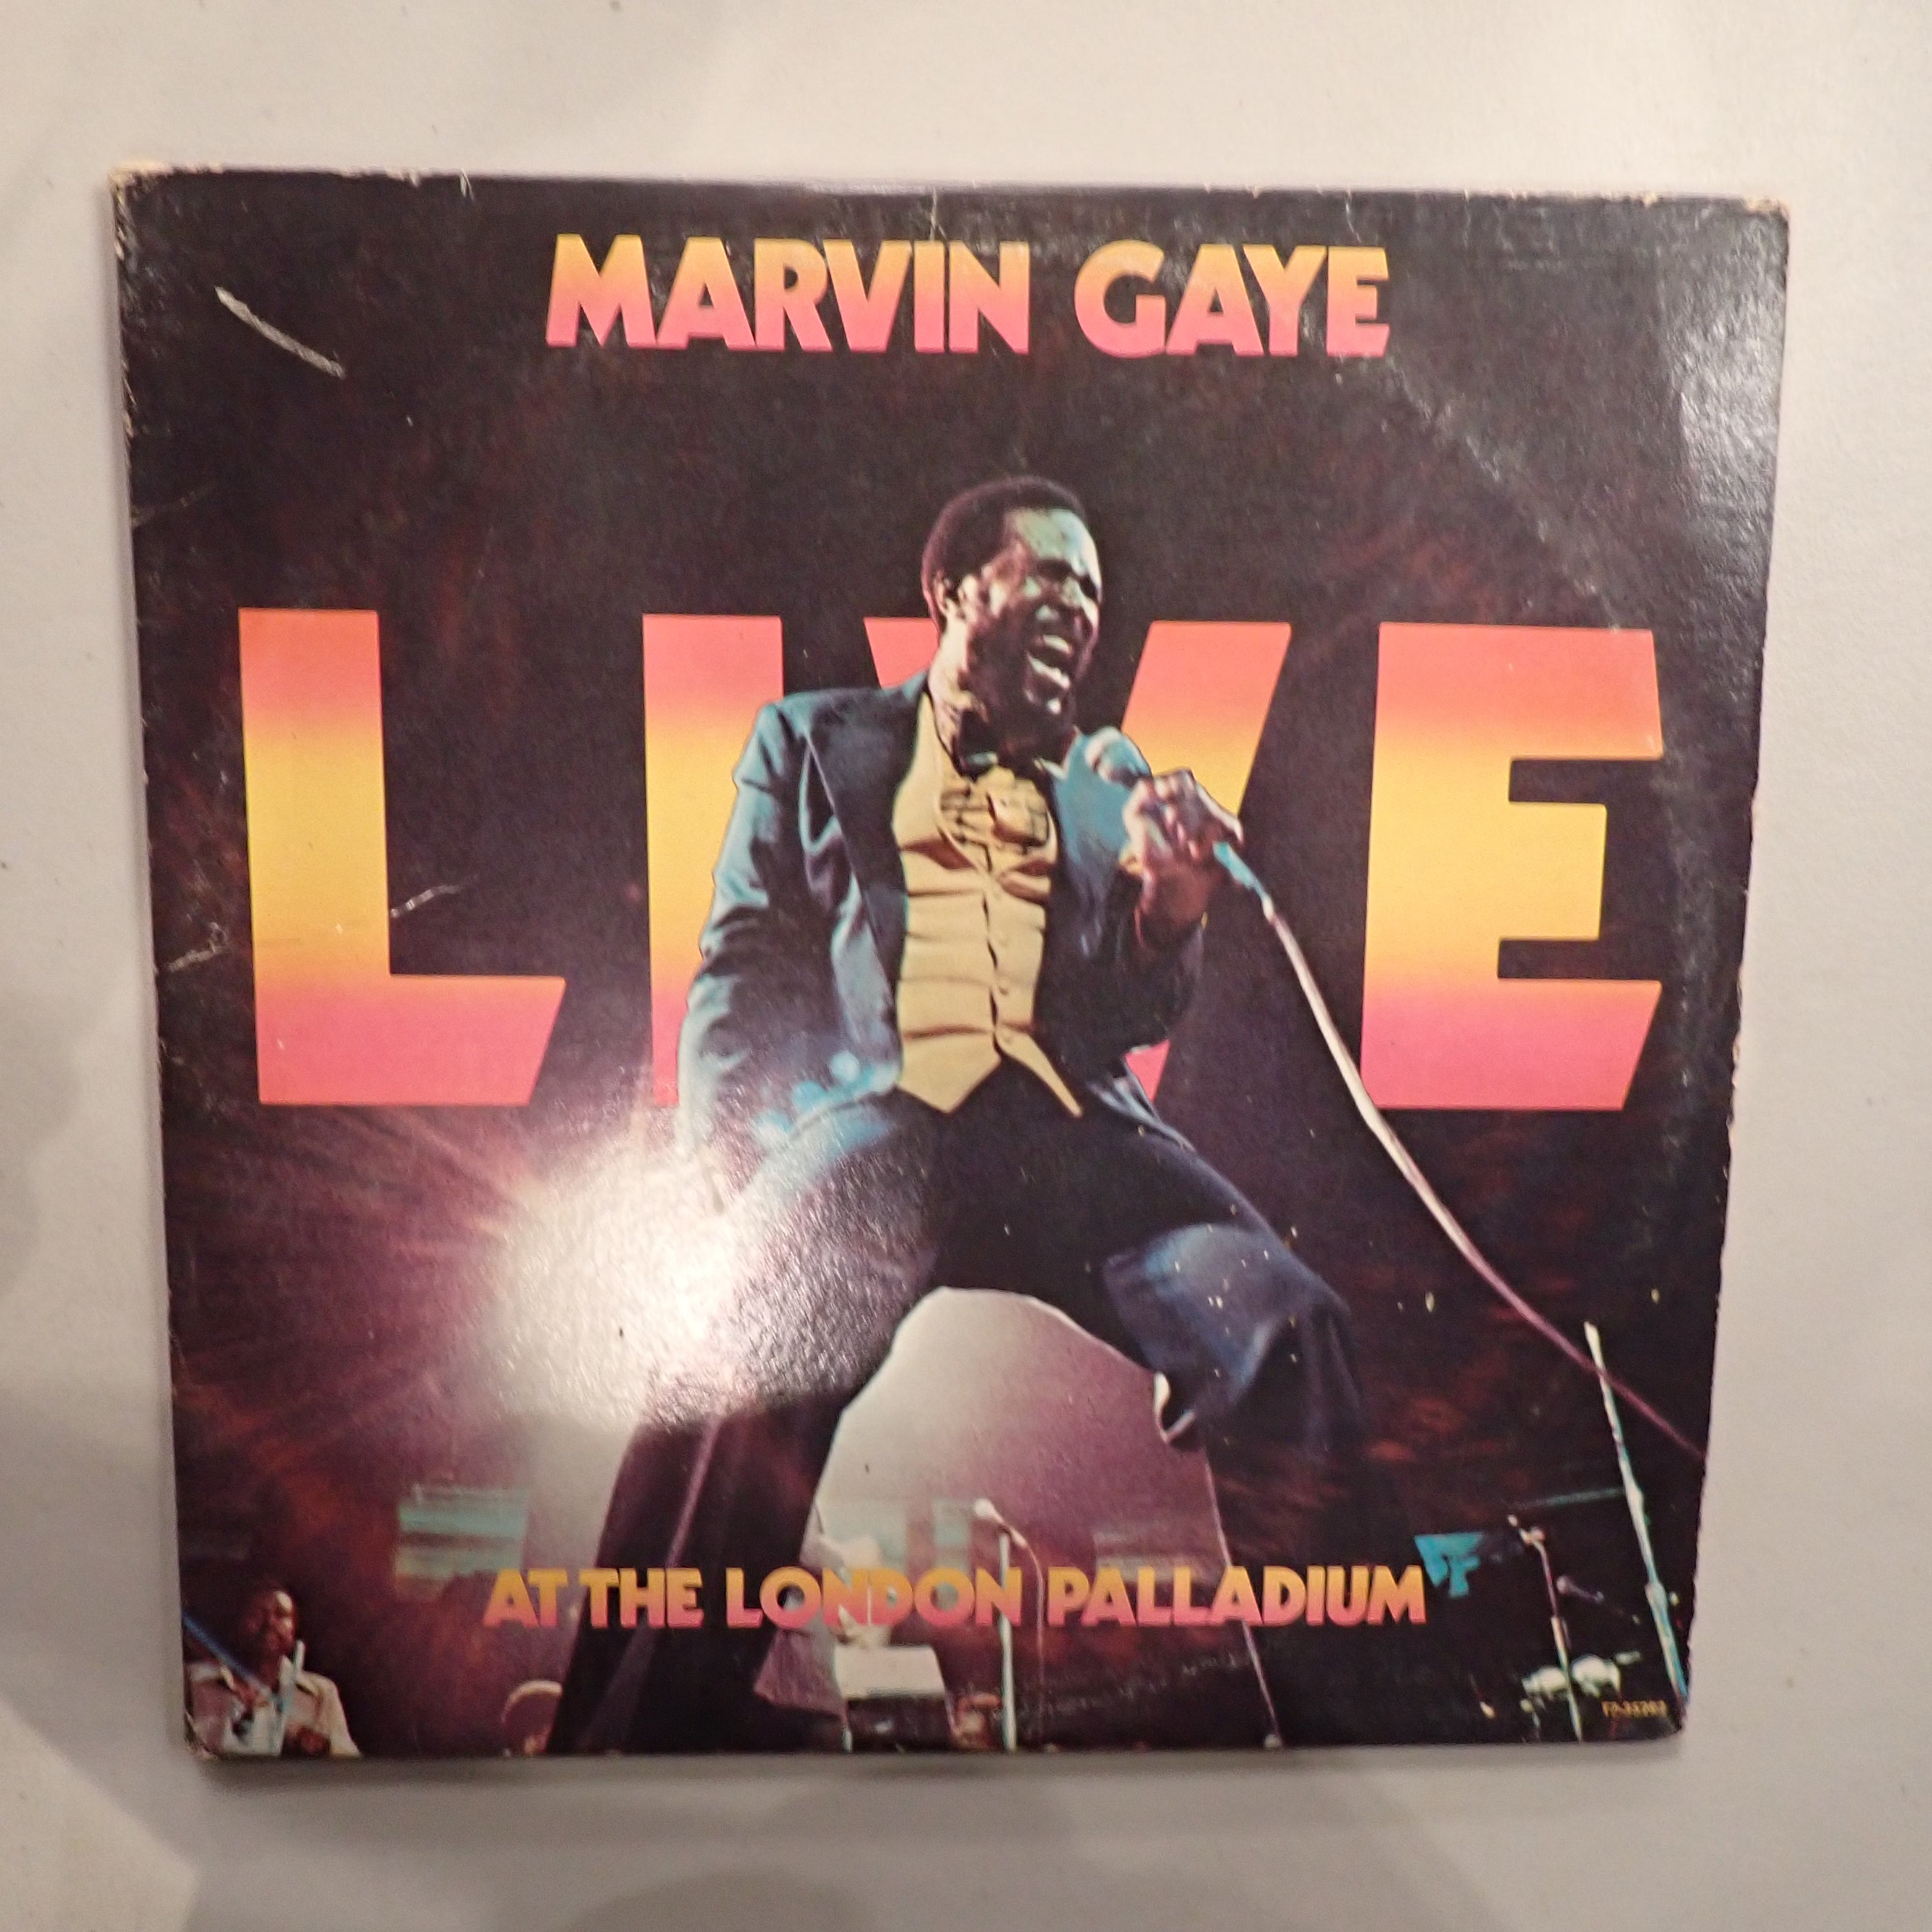 MARVIN GAYE
LIVE
AT THE LONDON PALLADIUM